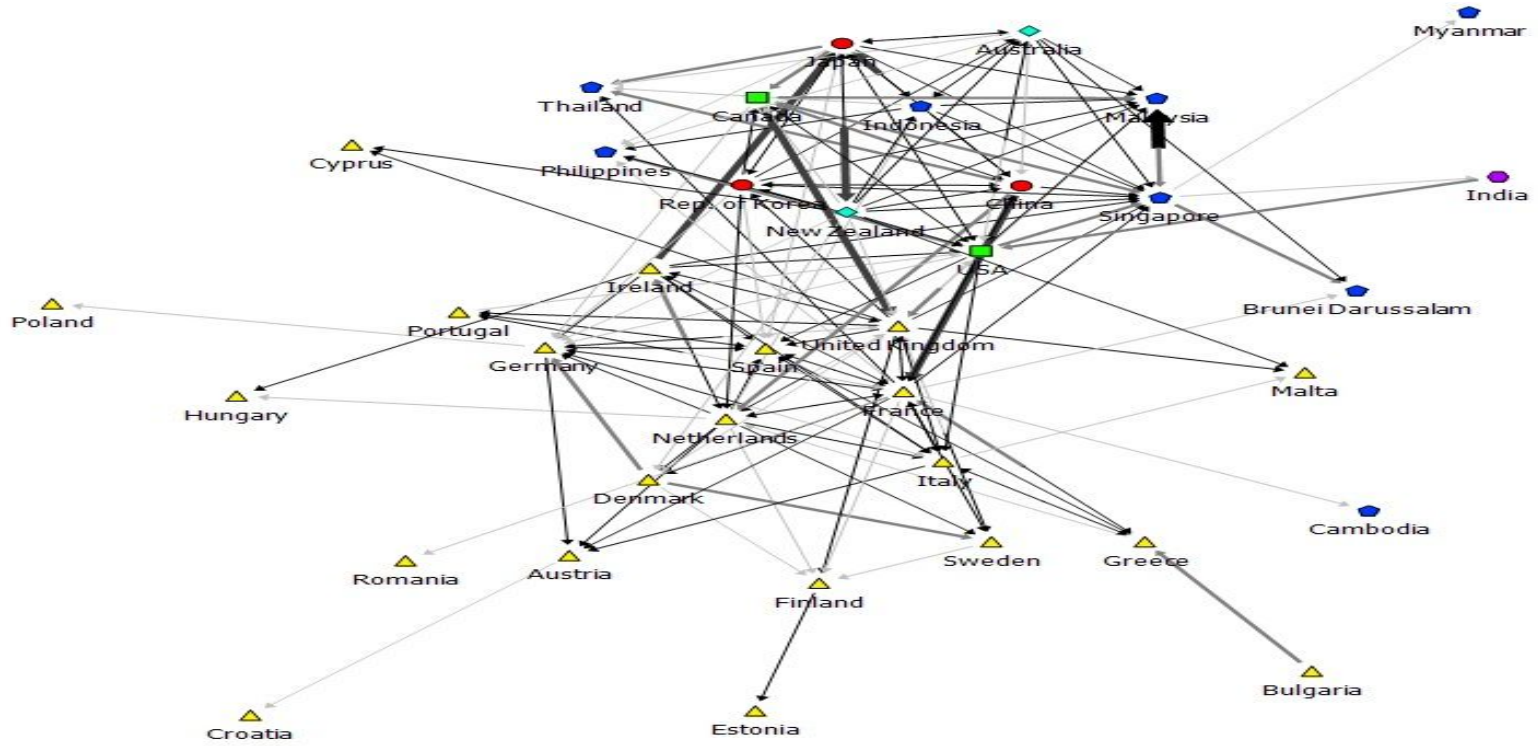 Myanmar
Australia
Japan
Thailand
Canada
Indonesia
Malaysia
Cyprus
Philippines
Rep. of Korea
China
Singapore
India
New Zealand
USA
Ireland
Brunei Darussalam
Poland
Portugal
United Kingdom
Germany
Spain
Malta
Hungary
France
Netherlands
Italy
Denmark
Cambodia
Romania
Austria
Sweden
Greece
Finland
Bulgaria
Croatia
Estonia